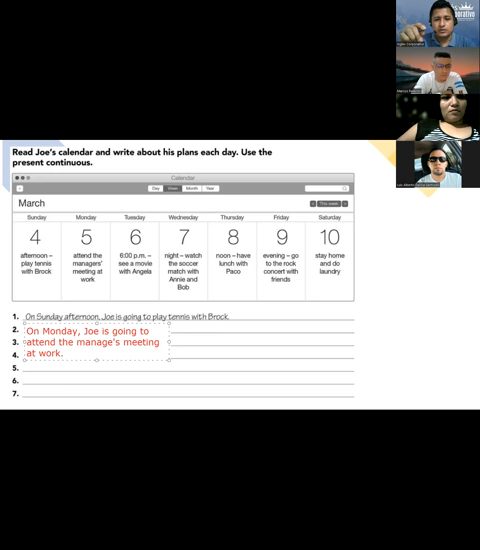 Read Joe's calendar and write about his plans each day. Use the
present continuous.
Calendar
Day Week Month Year
March
This week
Sunday Monday Tuesday Wednesday Thursday Friday Saturday
4 5 6 7 8 9 10
afternoon –
play tennis
with Brock
attend the
managers'
meeting at
work
6:00 p.m. –
see a movie
with Angela
night – watch
the soccer
match with
Annie and
Bob
noon – have
lunch with
Paco
evening – go
to the rock
concert with
friends
stay home
and do
laundry
1. On Sunday afternoon, Joe is going to play tennis with Brock.
2.
3.
4.
On Monday, Joe is going to
attend the manage's meeting
at work.
5.
6.
7.